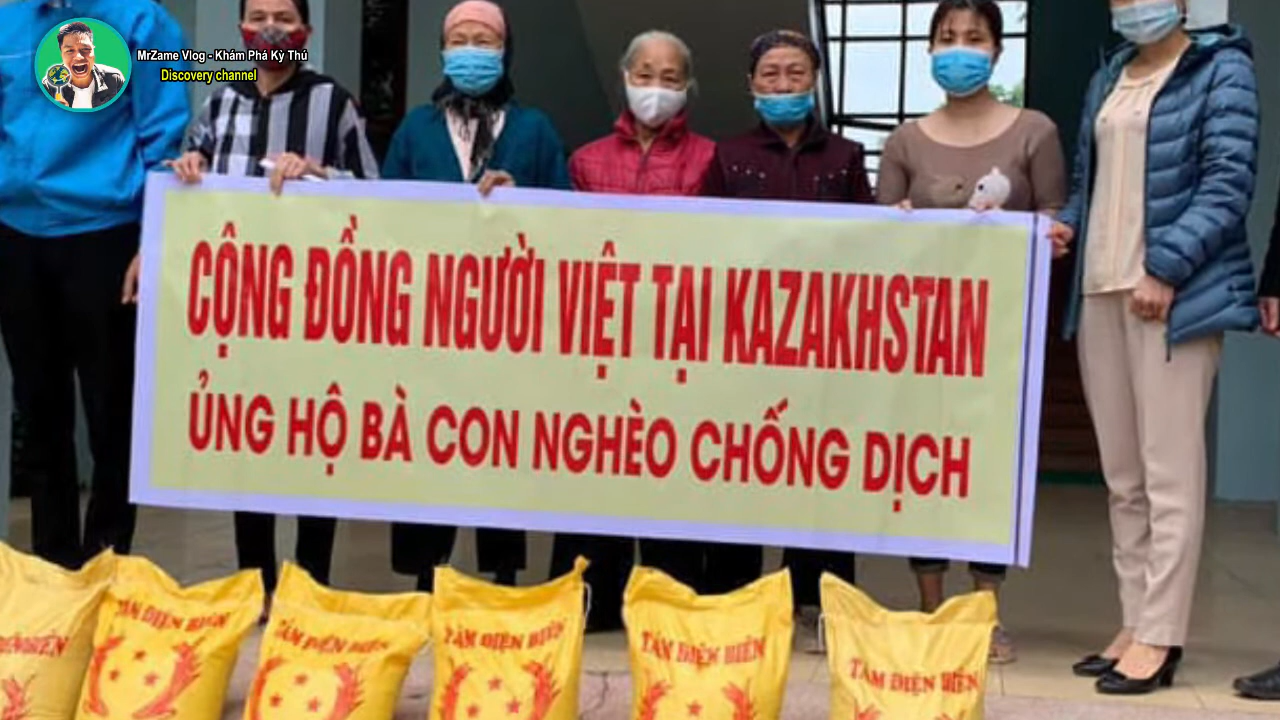 MrZame Vlog - Khám Phá Kỳ Thú
Discovery channel
CỘNG ĐỒNG NGƯỜI VIỆT TẠI KAZAKHSTAN
ỦNG HỘ BÀ CON NGHÈO CHỐNG DỊCH
TÁM ĐIỆN BIÊN
TÁM ĐIỆN BIÊN
TÁM ĐIỆN BIÊN
TÁM ĐIỆN BIÊN
TÁM ĐIỆN BIÊN